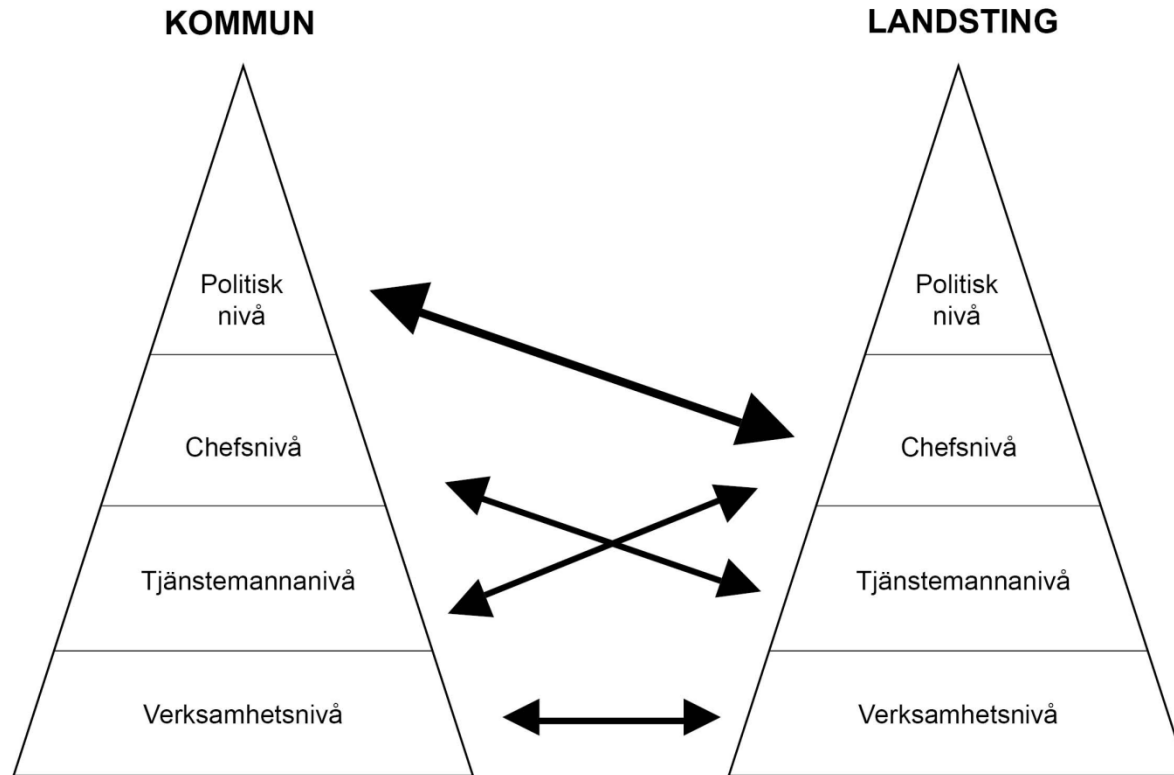 KOMMUN
Politisk
nivå
Chefsnivå
Tjänstemannanivå
Verksamhetsnivå
LANDSTING
Politisk
nivå
Chefsnivå
Tjänstemannanivå
Verksamhetsnivå